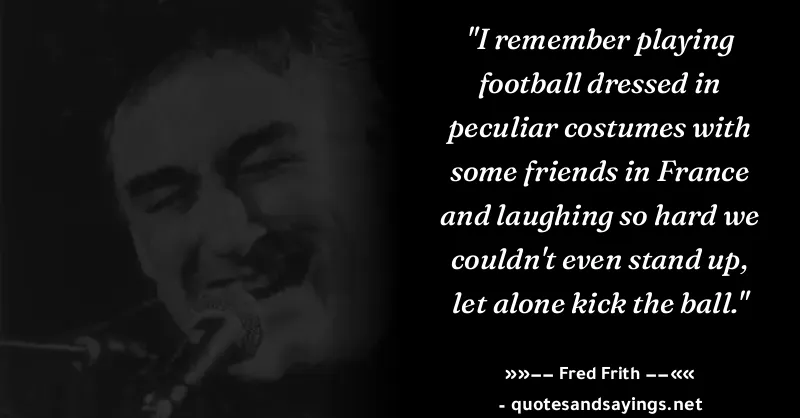 "I remember playing
football dressed in
peculiar costumes with
some friends in France
and laughing so hard we
couldn't even stand up,
let alone kick the ball."
»»−− Fred Frith −−««
- quotesandsayings.net